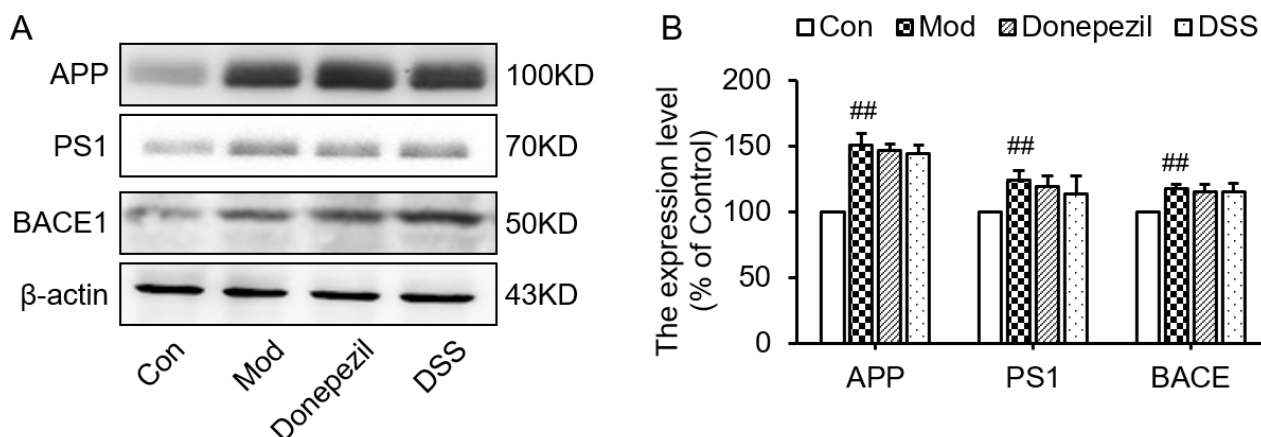 A
APP
100KD
PS1
70KD
BACE1
50KD
β-actin
43KD
Con
Mod
Donepezil
DSS
B
Con Mod Donepezil DSS
The expression level
(% of Control)
200
150
100
50
0
##
##
##
APP
PS1
BACE